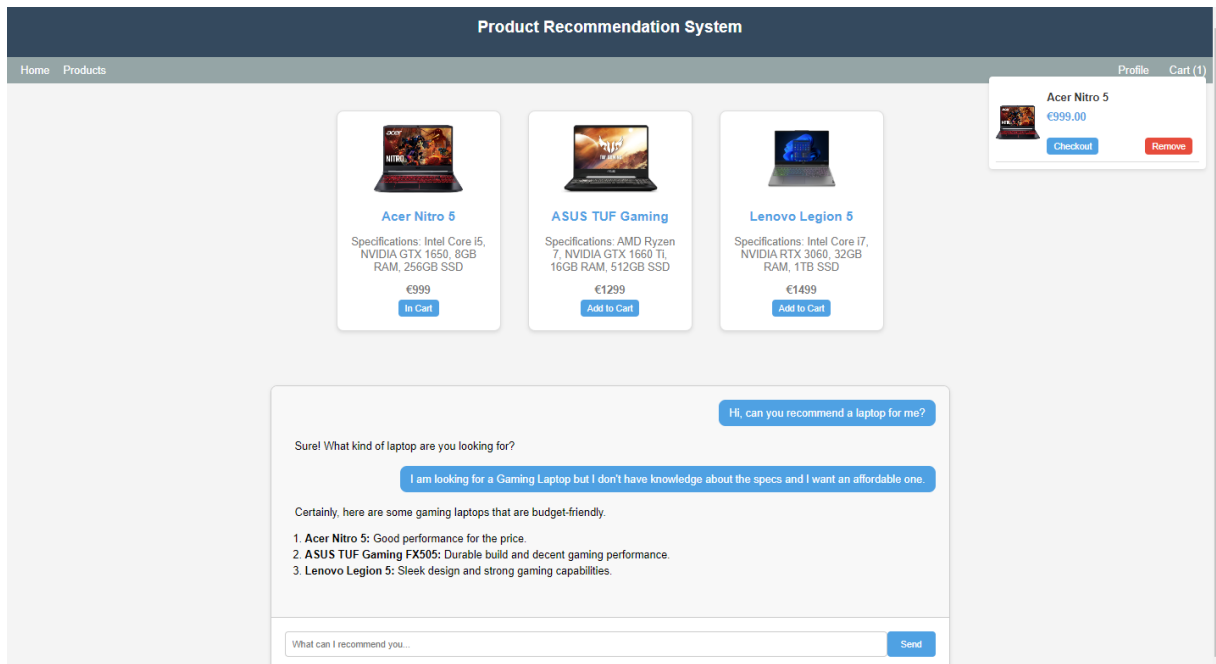 Product Recommendation System
Home Products Profile Cart (1)
Acer Nitro 5
€999.00
Checkout Remove
acer
NITRO
Acer Nitro 5
Specifications: Intel Core i5,
NVIDIA GTX 1650, 8GB
RAM, 256GB SSD
€999
In Cart
ASUS TUF Gaming
Specifications: AMD Ryzen
7, NVIDIA GTX 1660 Ti,
16GB RAM, 512GB SSD
€1299
Add to Cart
Lenovo Legion 5
Specifications: Intel Core i7,
NVIDIA RTX 3060, 32GB
RAM, 1TB SSD
€1499
Add to Cart
Hi, can you recommend a laptop for me?
Sure! What kind of laptop are you looking for?
I am looking for a Gaming Laptop but I don't have knowledge about the specs and I want an affordable one.
Certainly, here are some gaming laptops that are budget-friendly.
1. Acer Nitro 5: Good performance for the price.
2. ASUS TUF Gaming FX505: Durable build and decent gaming performance.
3. Lenovo Legion 5: Sleek design and strong gaming capabilities.
What can I recommend you...
Send